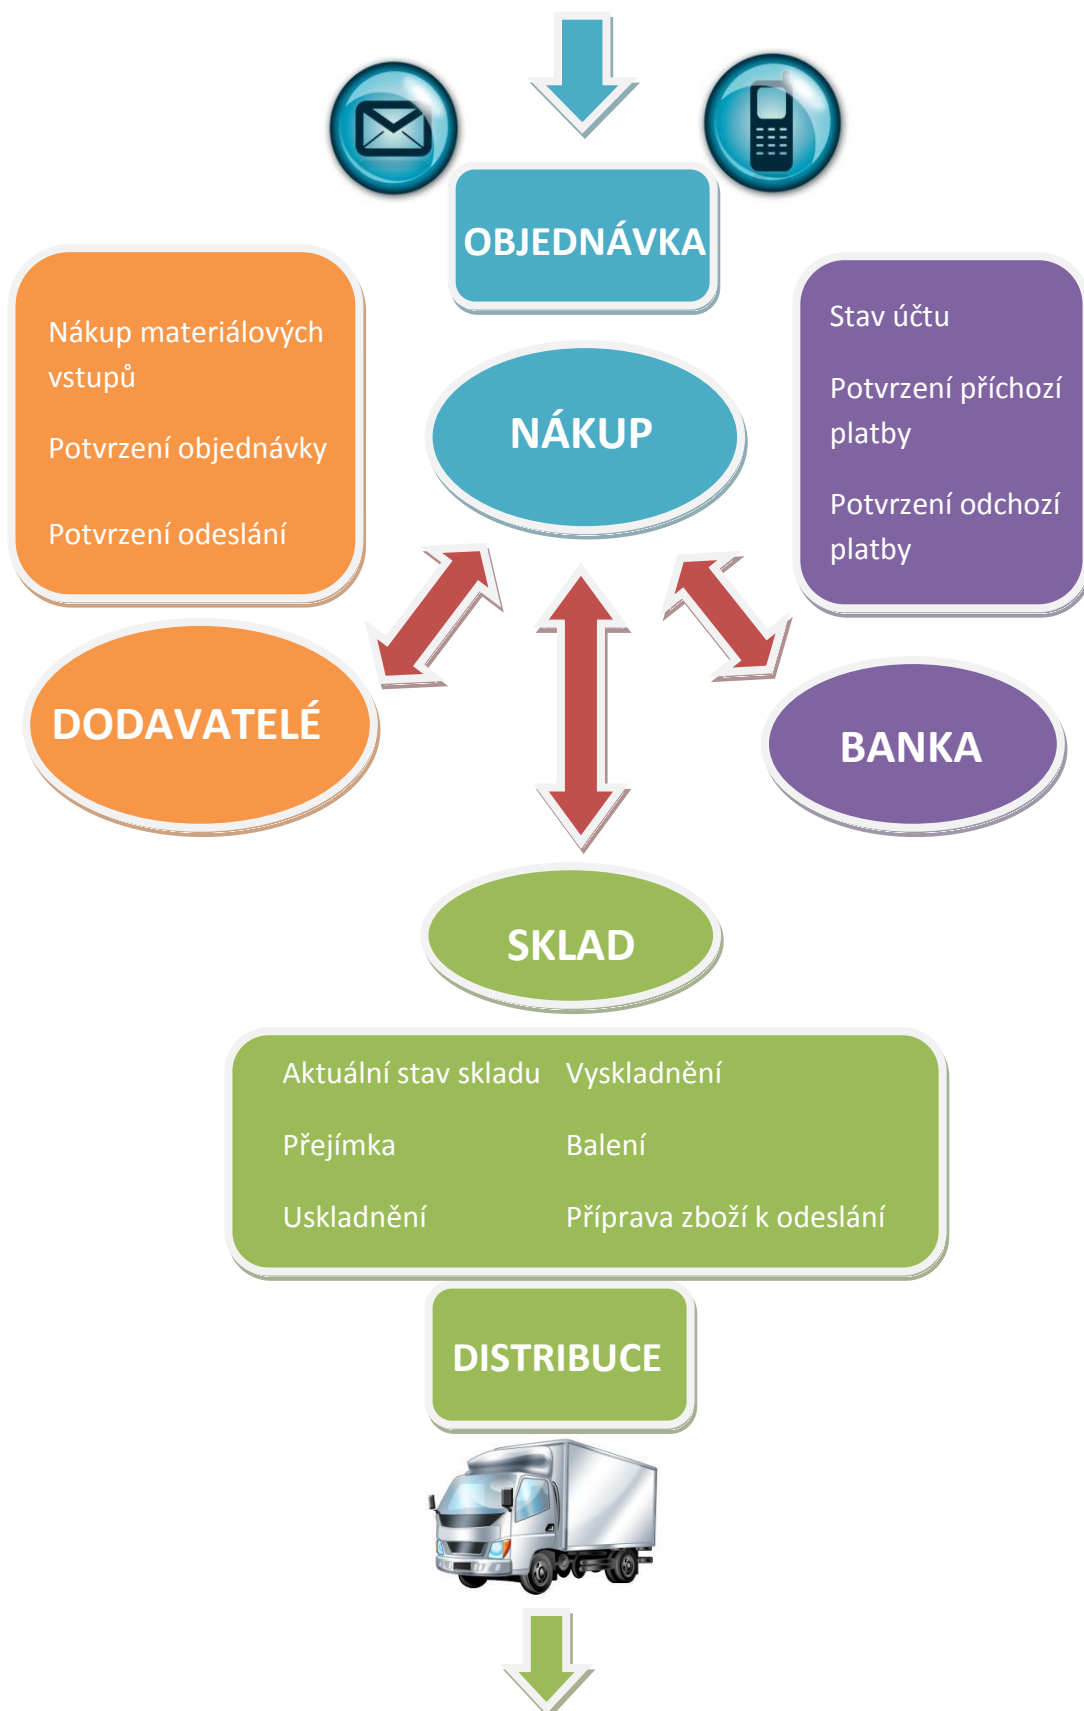 OBJEDNÁVKA
Nákup materiálových
vstupů
Potvrzení objednávky
Potvrzení odeslání
NÁKUP
Stav účtu
Potvrzení příchozí
platby
Potvrzení odchozí
platby
DODAVATELÉ
BANKA
SKLAD
Aktuální stav skladu
Přejímka
Uskladnění
Vyskladnění
Balení
Příprava zboží k odeslání
DISTRIBUCE